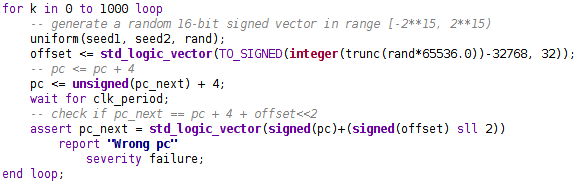 for k in 0 to 1000 loop
-- generate a random 16-bit signed vector in range [-2**15, 2**15)
uniform(seed1, seed2, rand);
offset <= std_logic_vector(TO_SIGNED(integer(trunc(rand*65536.0))-32768, 32));
-- pc <= pc + 4
pc <= unsigned(pc_next) + 4;
wait for clk_period;
-- check if pc_next == pc + 4 + offset<<2
assert pc_next = std_logic_vector(signed(pc)+(signed(offset) sll 2))
report "Wrong pc"
severity failure;
end loop;